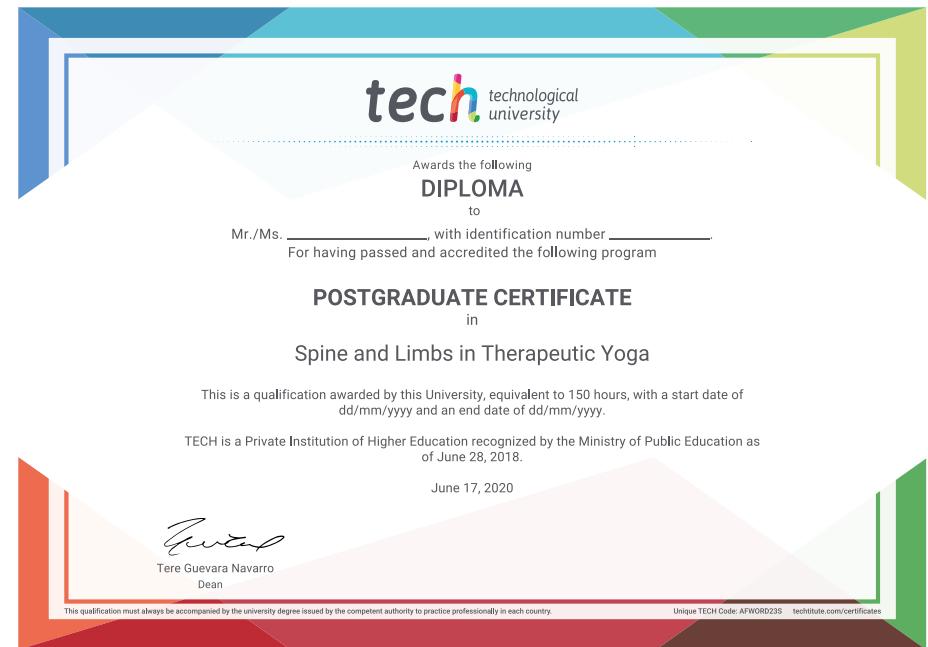 tech technological
university
Awards the following
DIPLOMA
to
Mr./Ms. ____________________, with identification number ______________.
For having passed and accredited the following program
POSTGRADUATE CERTIFICATE
in
Spine and Limbs in Therapeutic Yoga
This is a qualification awarded by this University, equivalent to 150 hours, with a start date of
dd/mm/yyyy and an end date of dd/mm/yyyy.
TECH is a Private Institution of Higher Education recognized by the Ministry of Public Education as
of June 28, 2018.
June 17, 2020
Tere Guevara Navarro
Dean
This qualification must always be accompanied by the university degree issued by the competent authority to practice professionally in each country. Unique TECH Code: AFWORD23S techtitute.com/certificates